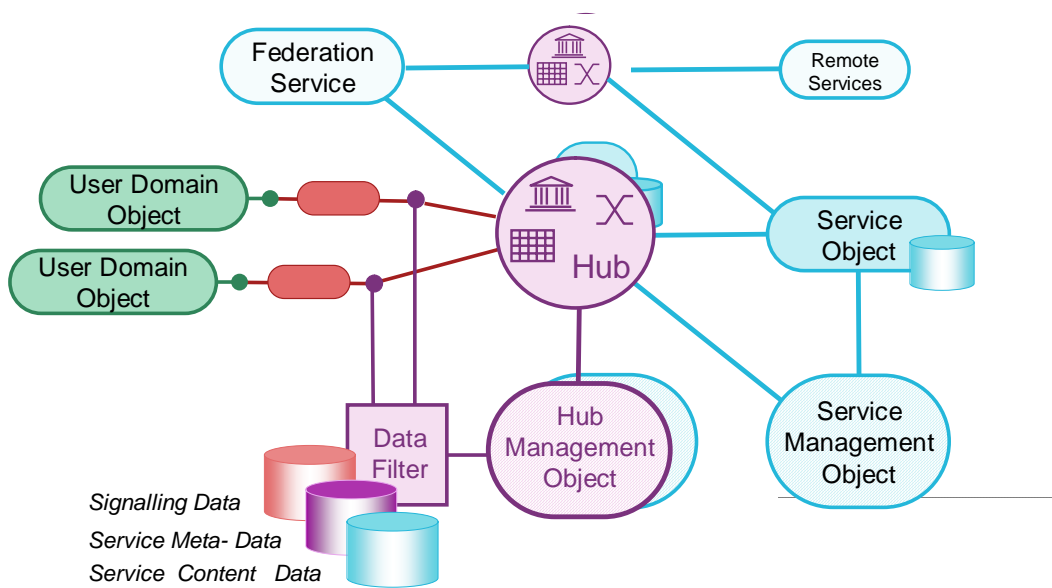 Federation
Service
Remote
Services
User Domain
Object
User Domain
Object
Hub
Service
Object
Data
Filter
Hub
Management
Object
Service
Management
Object
Signalling Data
Service Meta- Data
Service Content Data